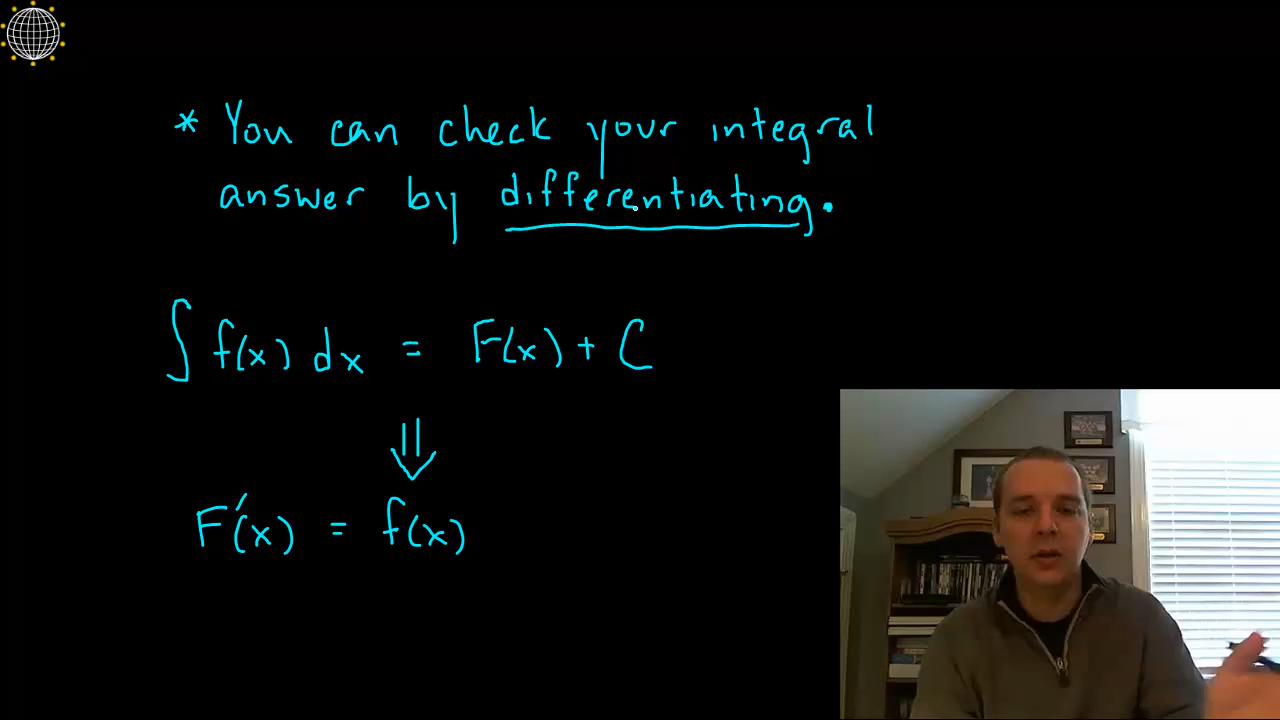 * You can check your integral
answer by differentiating.
∫ f(x) dx = F(x) + C
⇓
F'(x) = f(x)